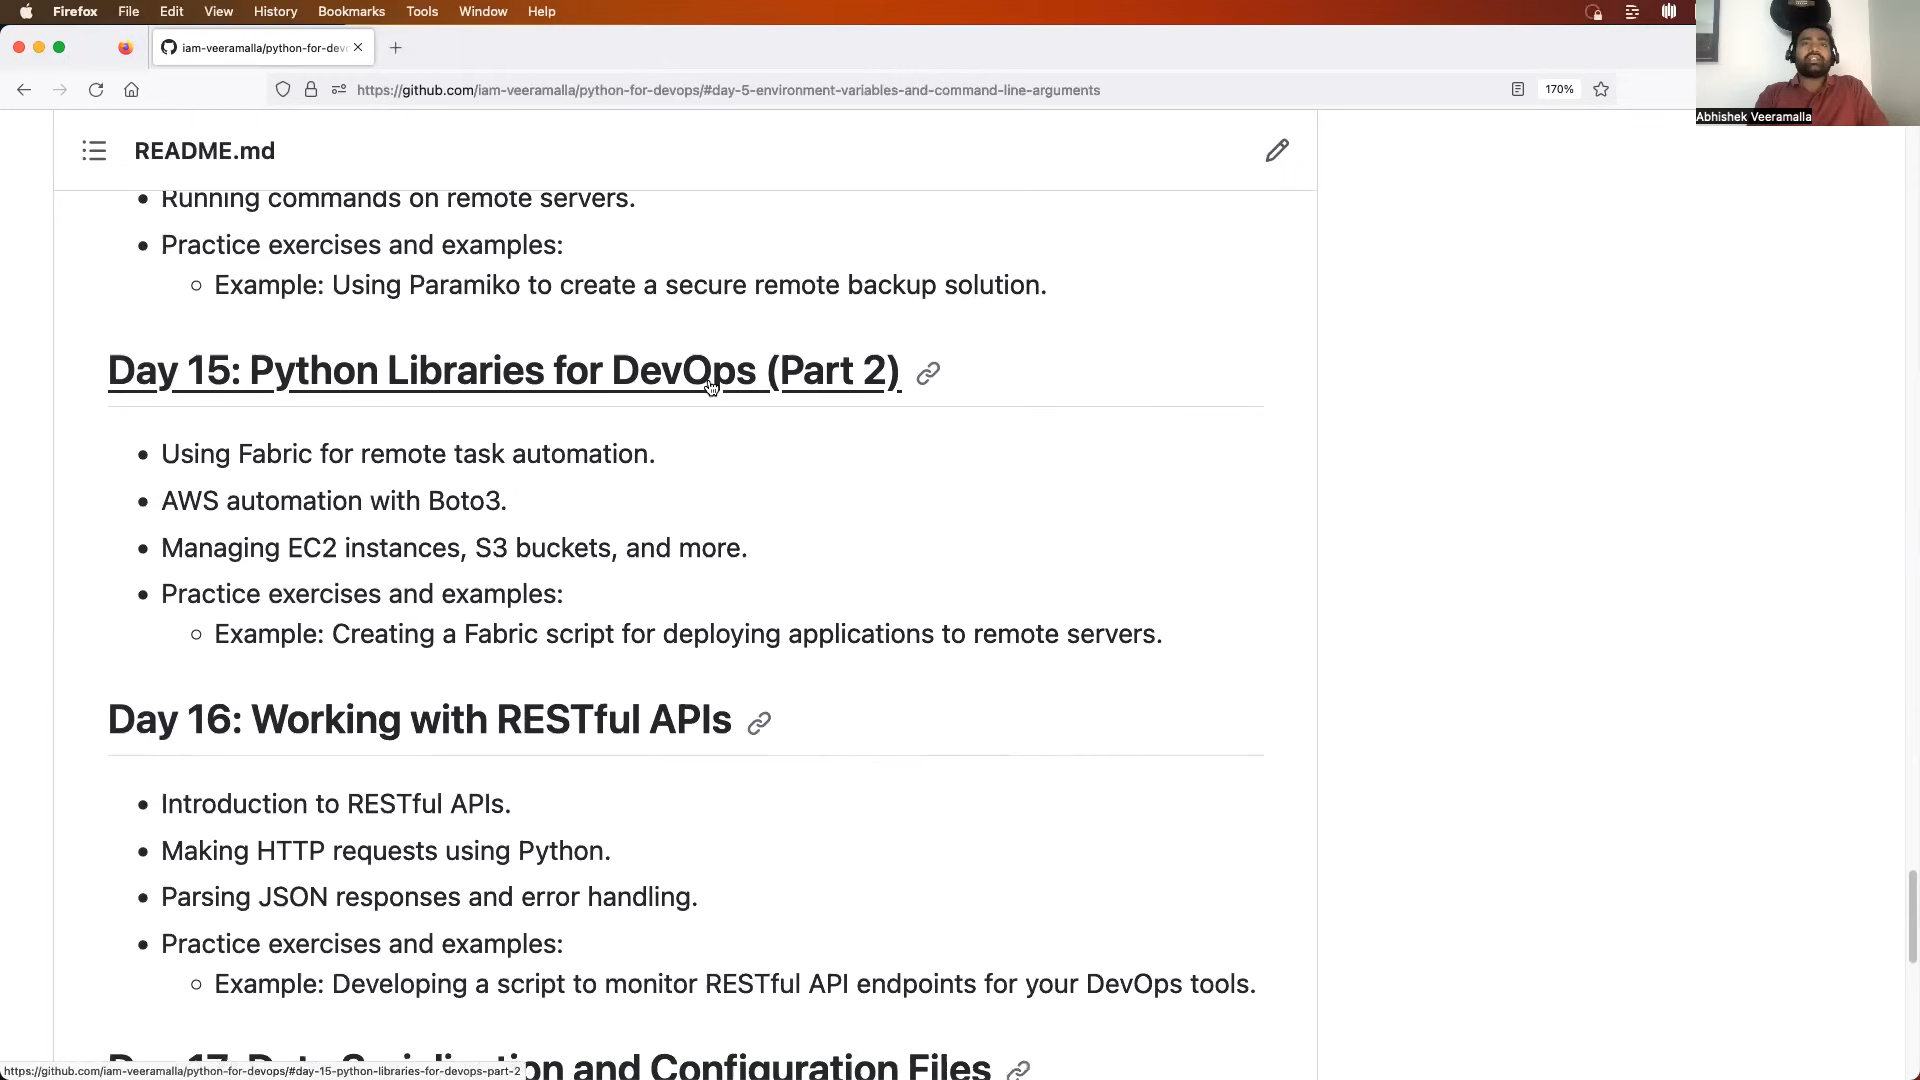 Firefox File Edit View History Bookmarks Tools Window Help
iam-veeramalla/python-for-dev
https://github.com/iam-veeramalla/python-for-devops/#day-5-environment-variables-and-command-line-arguments
170%
Abhishek Veeramalla
README.md
Running commands on remote servers.
Practice exercises and examples:
Example: Using Paramiko to create a secure remote backup solution.
Day 15: Python Libraries for DevOps (Part 2)
Using Fabric for remote task automation.
AWS automation with Boto3.
Managing EC2 instances, S3 buckets, and more.
Practice exercises and examples:
Example: Creating a Fabric script for deploying applications to remote servers.
Day 16: Working with RESTful APIs
Introduction to RESTful APIs.
Making HTTP requests using Python.
Parsing JSON responses and error handling.
Practice exercises and examples:
Example: Developing a script to monitor RESTful API endpoints for your DevOps tools.
Day 17: Data Serialization and Configuration Files
https://github.com/iam-veeramalla/python-for-devops/#day-15-python-libraries-for-devops-part-2